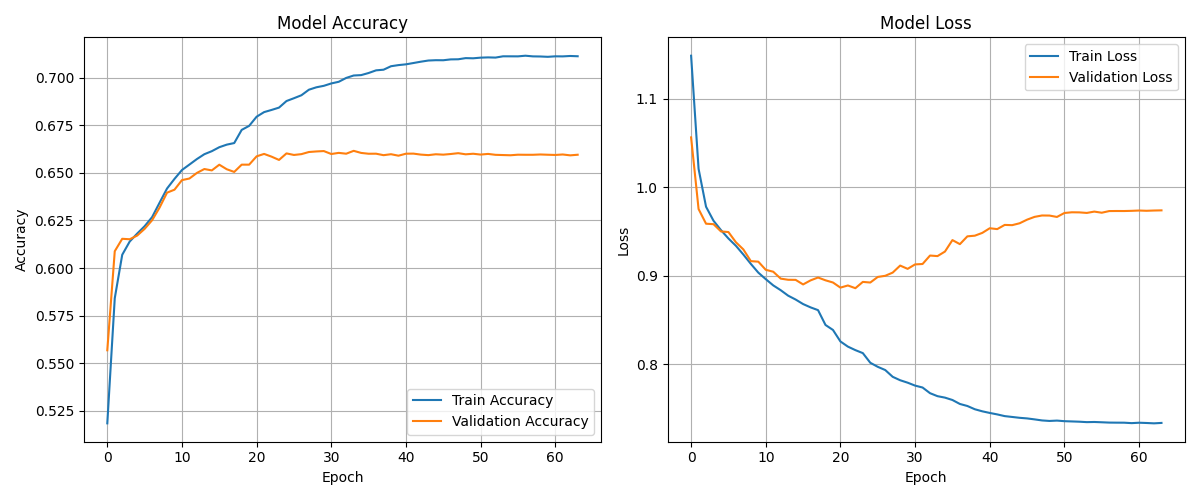 Model Accuracy
Accuracy
0.700
0.675
0.650
0.625
0.600
0.575
0.550
0.525
0 10 20 30 40 50 60
Epoch
Train Accuracy
Validation Accuracy
Model Loss
Loss
1.1
1.0
0.9
0.8
0 10 20 30 40 50 60
Epoch
Train Loss
Validation Loss